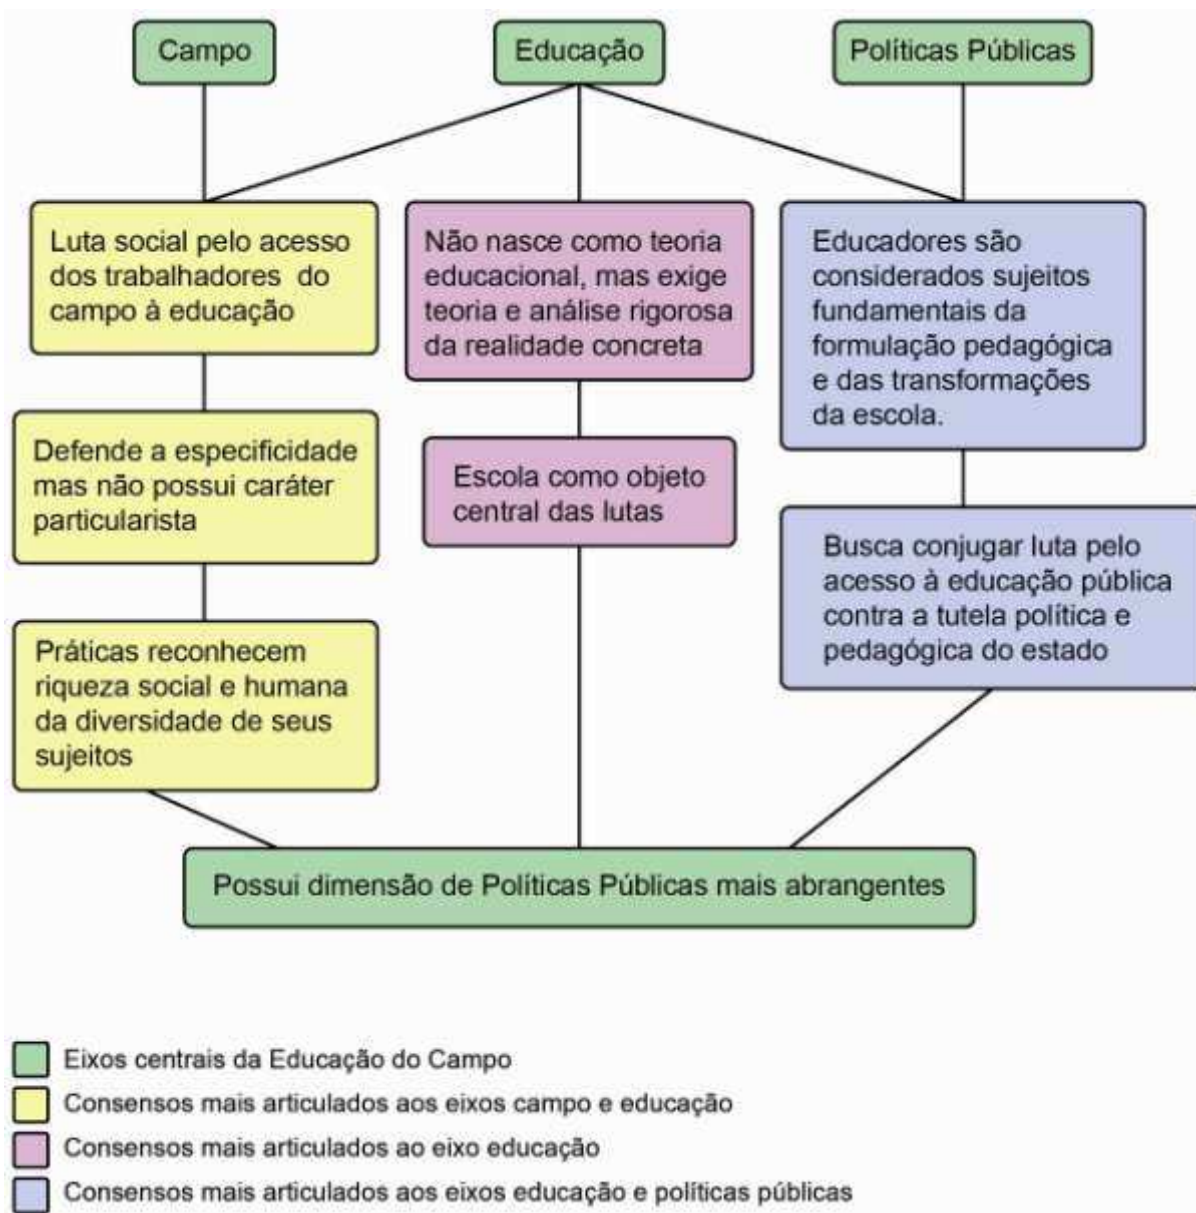 Campo
Educação
Políticas Públicas
Luta social pelo acesso
dos trabalhadores do
campo à educação
Defende a especificidade
mas não possui caráter
particularista
Práticas reconhecem
riqueza social e humana
da diversidade de seus
sujeitos
Não nasce como teoria
educacional, mas exige
teoria e análise rigorosa
da realidade concreta
Escola como objeto
central das lutas
Educadores são
considerados sujeitos
fundamentais da
formulação pedagógica
e das transformações
da escola.
Busca conjugar luta pelo
acesso à educação pública
contra a tutela política e
pedagógica do estado
Possui dimensão de Políticas Públicas mais abrangentes
Eixos centrais da Educação do Campo
Consensos mais articulados aos eixos campo e educação
Consensos mais articulados ao eixo educação
Consensos mais articulados aos eixos educação e políticas públicas